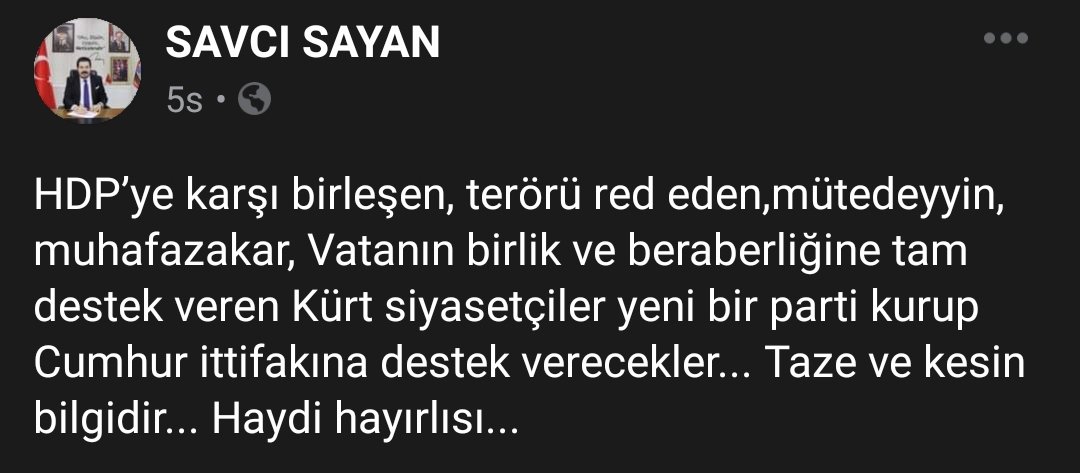 SAVCI SAYAN
5s
HDP’ye karşı birleşen, terörü red eden,mütedeyyin,
muhafazakar, Vatanın birlik ve beraberliğine tam
destek veren Kürt siyasetçiler yeni bir parti kurup
Cumhur ittifakına destek verecekler... Taze ve kesin
bilgidir... Haydi hayırlısı...